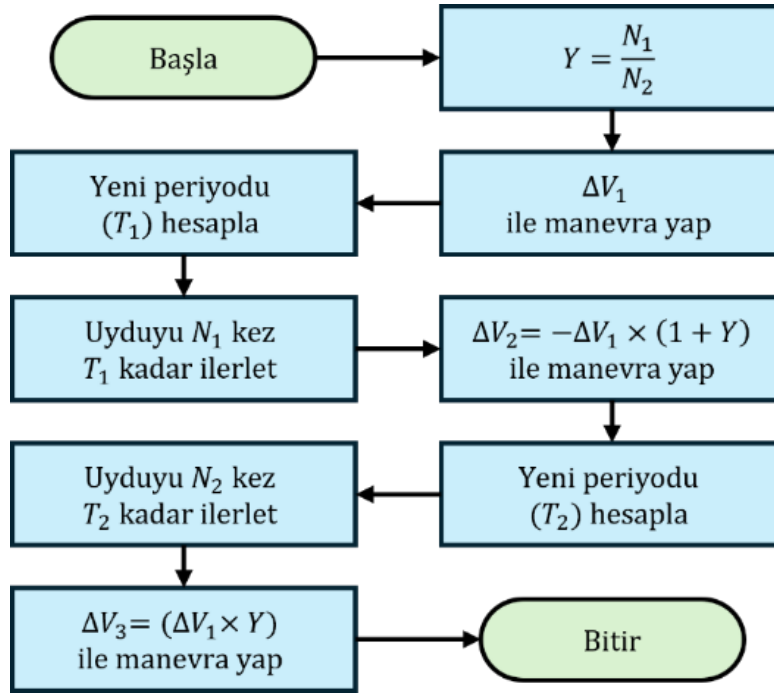 Başla
Y = N₁/N₂
ΔV₁
ile manevra yap
Yeni periyodu
(T₁) hesapla
Uyduyu N₁ kez
T₁ kadar ilerlet
ΔV₂= −ΔV₁ × (1 + Y)
ile manevra yap
Yeni periyodu
(T₂) hesapla
Uyduyu N₂ kez
T₂ kadar ilerlet
ΔV₃= (ΔV₁× Y)
ile manevra yap
Bitir